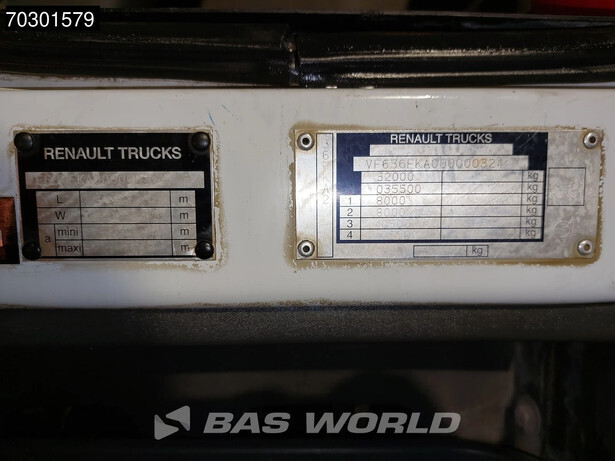 70301579
RENAULT TRUCKS
L m
W m
a mini m
maxi m
RENAULT TRUCKS
VF636FKA000000324
32000 kg
035500 kg
1 8000 kg
2 8000 kg
3 kg
4 kg
kg
BAS WORLD